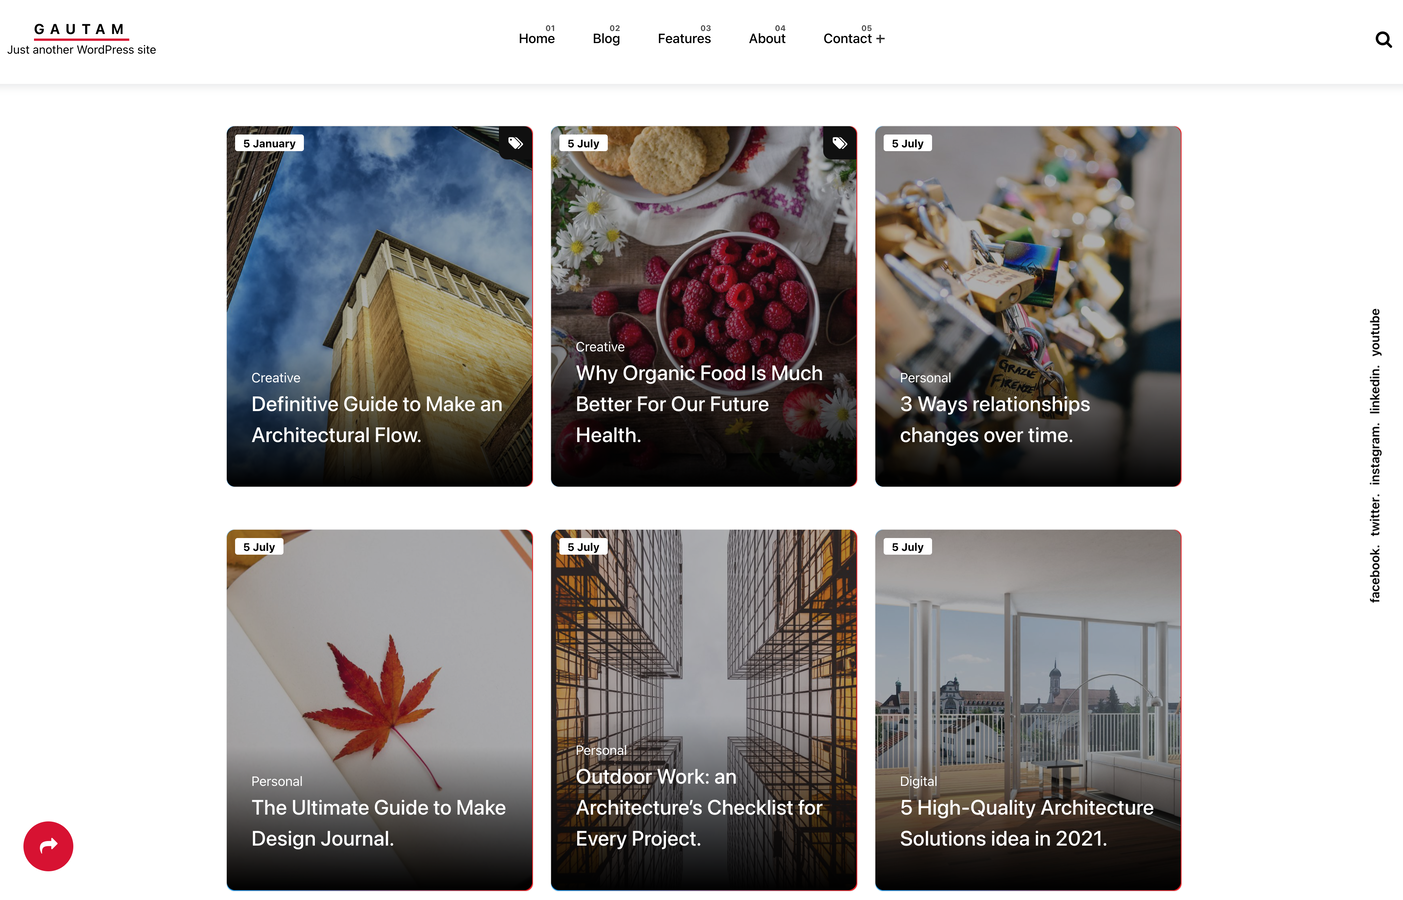 GAUTAM
Just another WordPress site
01
Home
02
Blog
03
Features
04
About
05
Contact +
5 January
Creative
Definitive Guide to Make an
Architectural Flow.
5 July
Creative
Why Organic Food Is Much
Better For Our Future
Health.
5 July
GRAZIE
FIRENZE
Personal
3 Ways relationships
changes over time.
5 July
Personal
The Ultimate Guide to Make
Design Journal.
5 July
Personal
Outdoor Work: an
Architecture’s Checklist for
Every Project.
5 July
Digital
5 High-Quality Architecture
Solutions idea in 2021.
facebook. twitter. instagram. linkedin. youtube